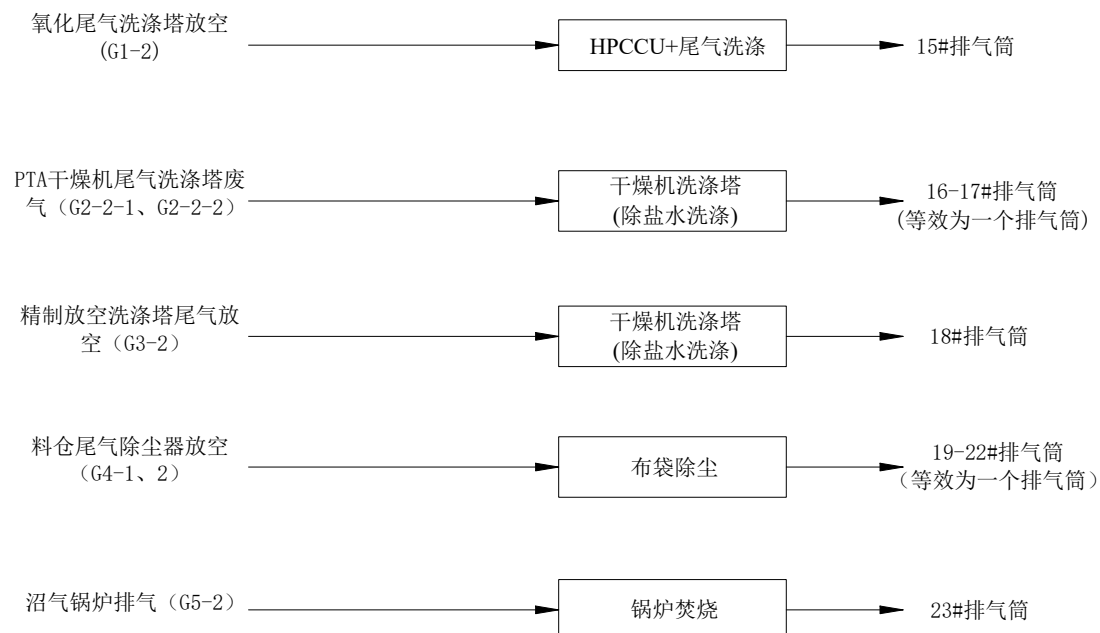 氧化尾气洗涤塔放空
(G1-2)
HPCCU+尾气洗涤
15#排气筒
PTA干燥机尾气洗涤塔废
气（G2-2-1、G2-2-2）
干燥机洗涤塔
(除盐水洗涤)
16-17#排气筒
(等效为一个排气筒)
精制放空洗涤塔尾气放
空（G3-2）
干燥机洗涤塔
(除盐水洗涤)
18#排气筒
料仓尾气除尘器放空
（G4-1、2）
布袋除尘
19-22#排气筒
（等效为一个排气筒）
沼气锅炉排气（G5-2）
锅炉焚烧
23#排气筒